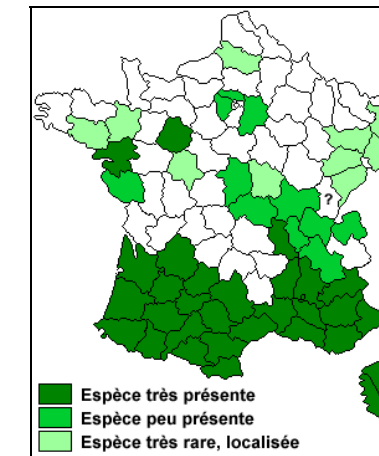 ?
Espèce très présente
Espèce peu présente
Espèce très rare, localisée